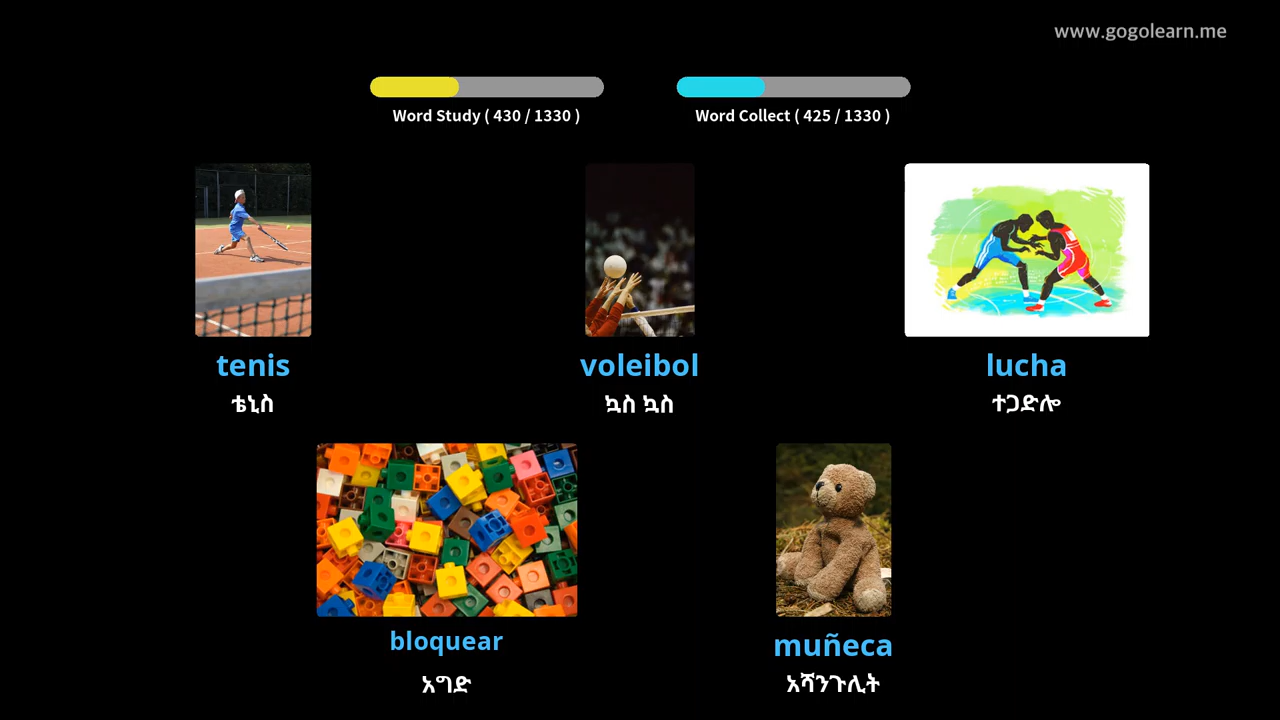 www.gogolearn.me
Word Study ( 430 / 1330 )
Word Collect ( 425 / 1330 )
tenis
voleibol
lucha
ቴኒስ
ኳስ ኳስ
ተጋድሎ
bloquear
muñeca
አግድ
አሻንጉሊት